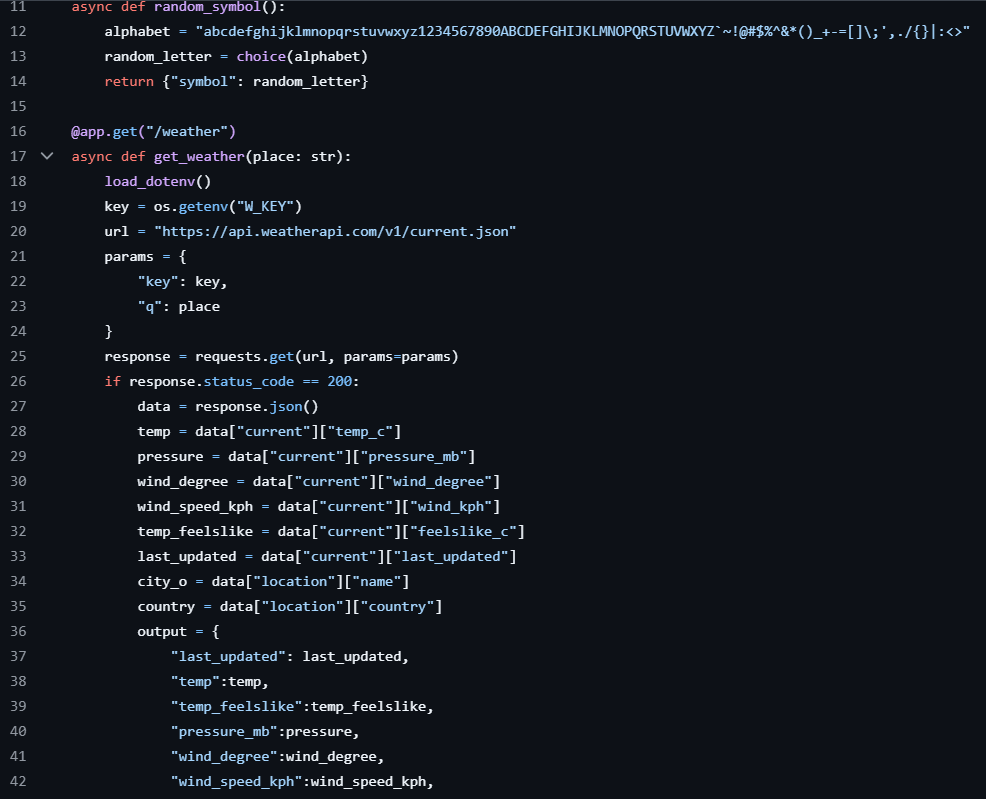 11 async def random_symbol():
12 alphabet = "abcdefghijklmnopqrstuvwxyz1234567890ABCDEFGHIJKLMNOPQRSTUVWXYZ`~!@#$%^&*()_+-=[]\;',./{}|:<>"
13 random_letter = choice(alphabet)
14 return {"symbol": random_letter}
15
16 @app.get("/weather")
17 async def get_weather(place: str):
18 load_dotenv()
19 key = os.getenv("W_KEY")
20 url = "https://api.weatherapi.com/v1/current.json"
21 params = {
22 "key": key,
23 "q": place
24 }
25 response = requests.get(url, params=params)
26 if response.status_code == 200:
27 data = response.json()
28 temp = data["current"]["temp_c"]
29 pressure = data["current"]["pressure_mb"]
30 wind_degree = data["current"]["wind_degree"]
31 wind_speed_kph = data["current"]["wind_kph"]
32 temp_feelslike = data["current"]["feelslike_c"]
33 last_updated = data["current"]["last_updated"]
34 city_o = data["location"]["name"]
35 country = data["location"]["country"]
36 output = {
37 "last_updated": last_updated,
38 "temp":temp,
39 "temp_feelslike":temp_feelslike,
40 "pressure_mb":pressure,
41 "wind_degree":wind_degree,
42 "wind_speed_kph":wind_speed_kph,